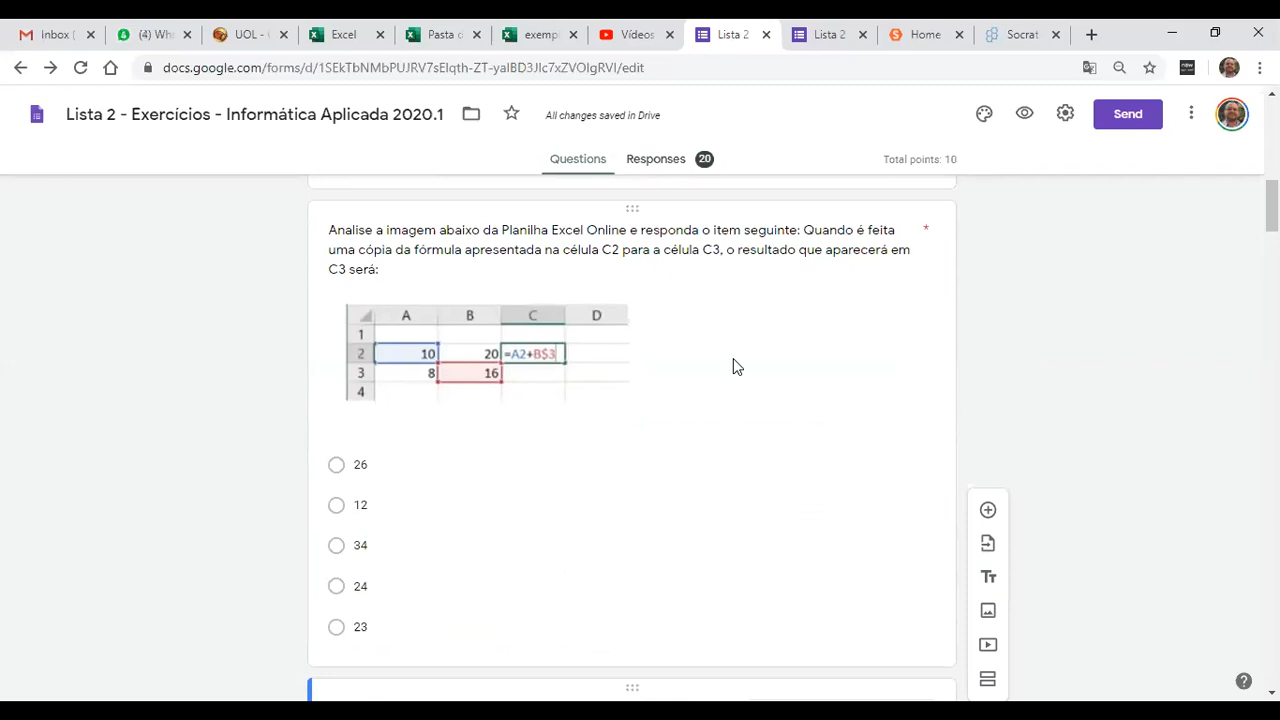 Inbox (
(4) Wh
UOL -
Excel
Pasta o
exemp
Vídeos
Lista 2
Lista 2
Home
Socrat
docs.google.com/forms/d/1SEkTbNMbPUJRV7sElqth-ZT-yalBD3Jlc7xZVOlgRVI/edit
Lista 2 - Exercícios - Informática Aplicada 2020.1
All changes saved in Drive
Send
Questions
Responses 20
Total points: 10
Analise a imagem abaixo da Planilha Excel Online e responda o item seguinte: Quando é feita *
uma cópia da fórmula apresentada na célula C2 para a célula C3, o resultado que aparecerá em
C3 será:
A B C D
1
2 10 20 =A2+B$3
3 8 16
4
26
12
34
24
23
Tt